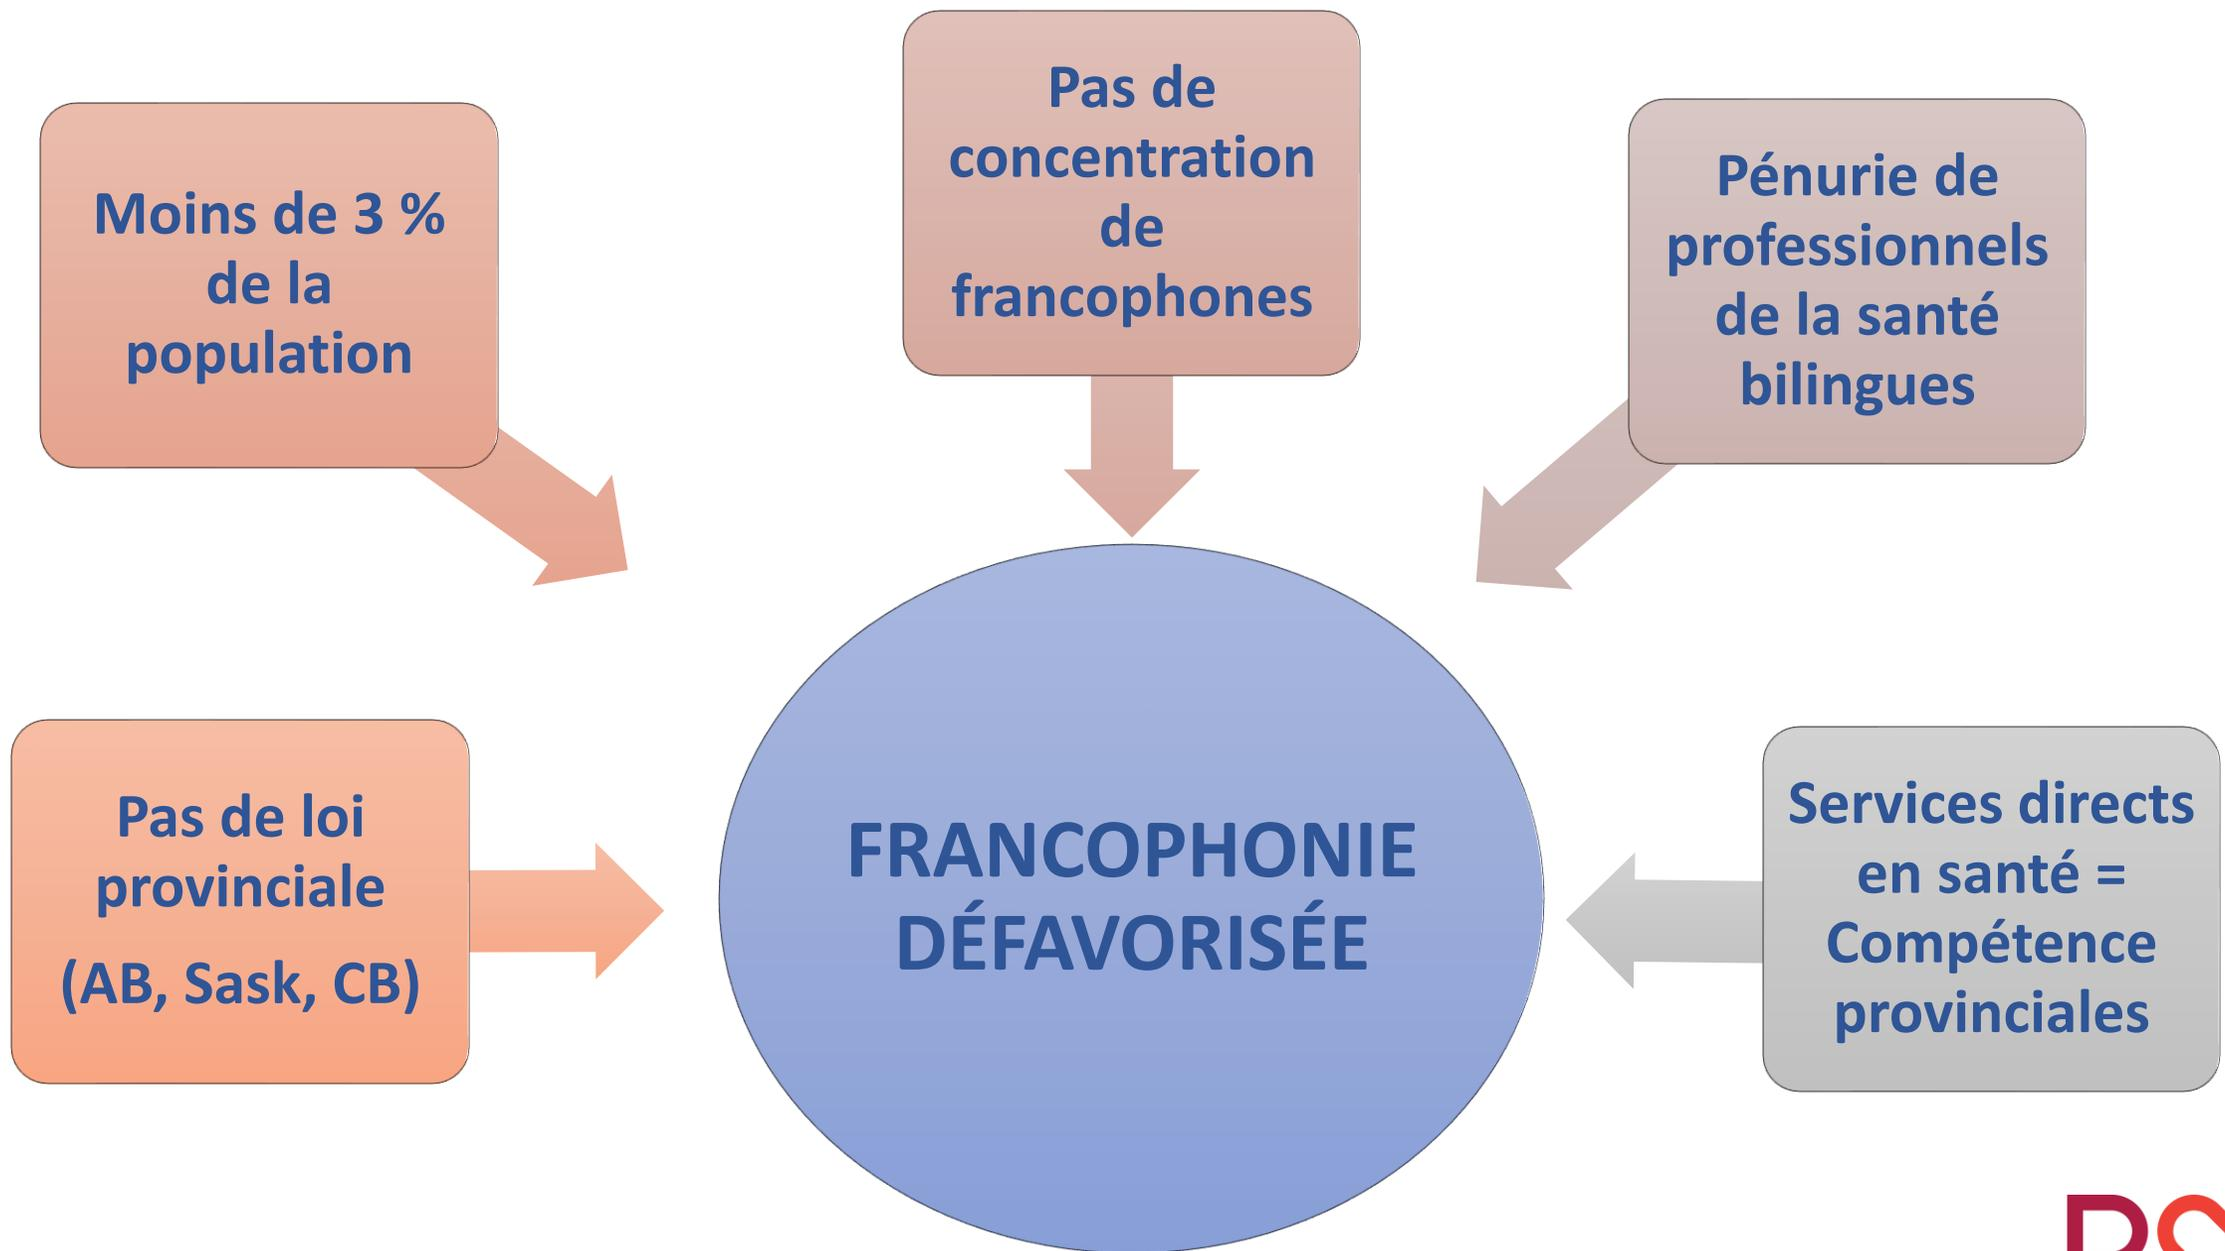 Pas de
concentration
de
francophones
Moins de 3 %
de la
population
Pénurie de
professionnels
de la santé
bilingues
Pas de loi
provinciale
(AB, Sask, CB)
FRANCOPHONIE
DÉFAVORISÉE
Services directs
en santé =
Compétence
provinciales